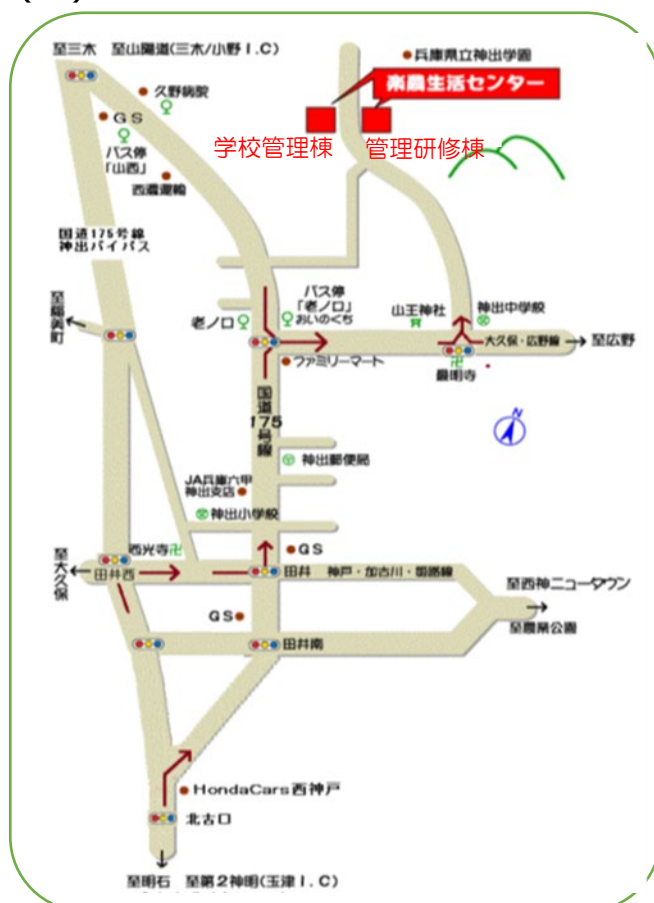 至三木 至山陽道(三木/小野I.C)
兵庫県立神出学園
楽農生活センター
久野病院
GS
バス停
「山西」
西濃運輸
学校管理棟
管理研修棟
国道175号線
神出バイパス
至稲美町
老ノ口
バス停
「老ノロ」
おいのくち
山王神社
神出中学校
大久保・広野線
至広野
ファミリーマート
最明寺
国道175号線
N
神出郵便局
JA兵庫六甲
神出支店
神出小学校
西光寺
GS
至大久保
田井西
田井
神戸・加古川・姫路線
至西神ニュータウン
至農業公園
GS
田井南
HondaCars西神戸
北古口
至明石 至第2神明(玉津I.C)